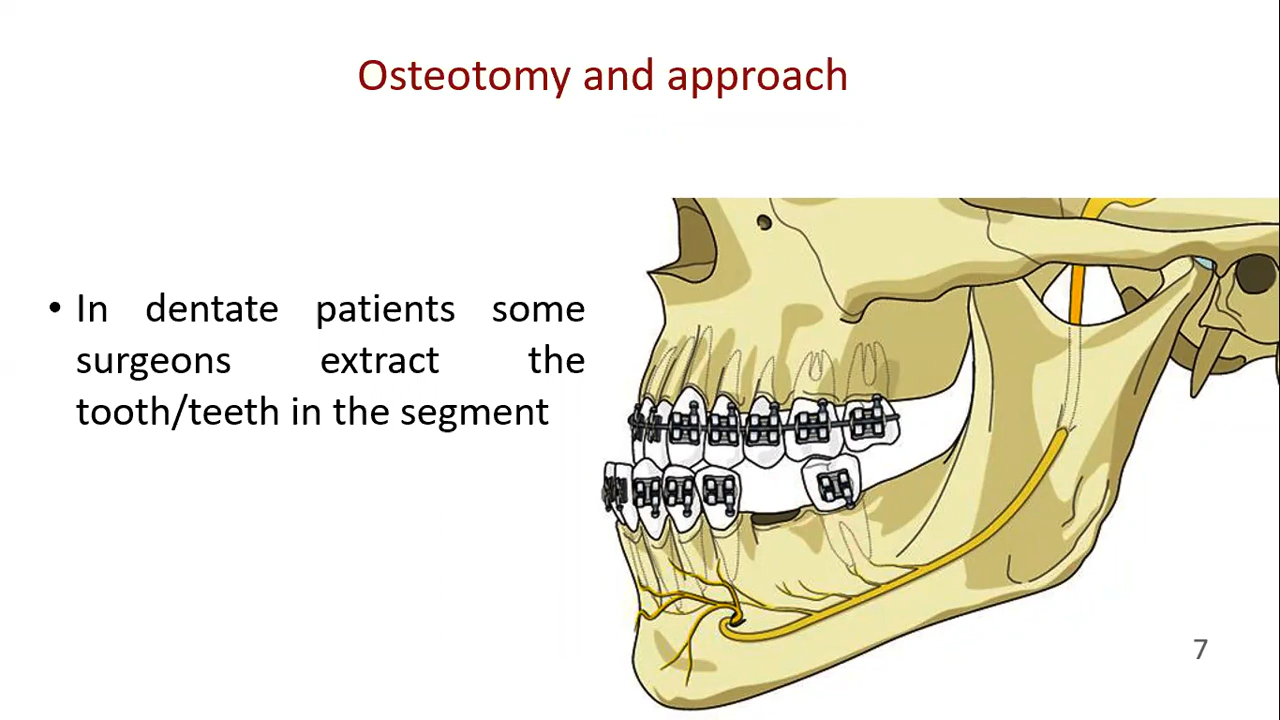 Osteotomy and approach
• In dentate patients some
surgeons extract the
tooth/teeth in the segment
7